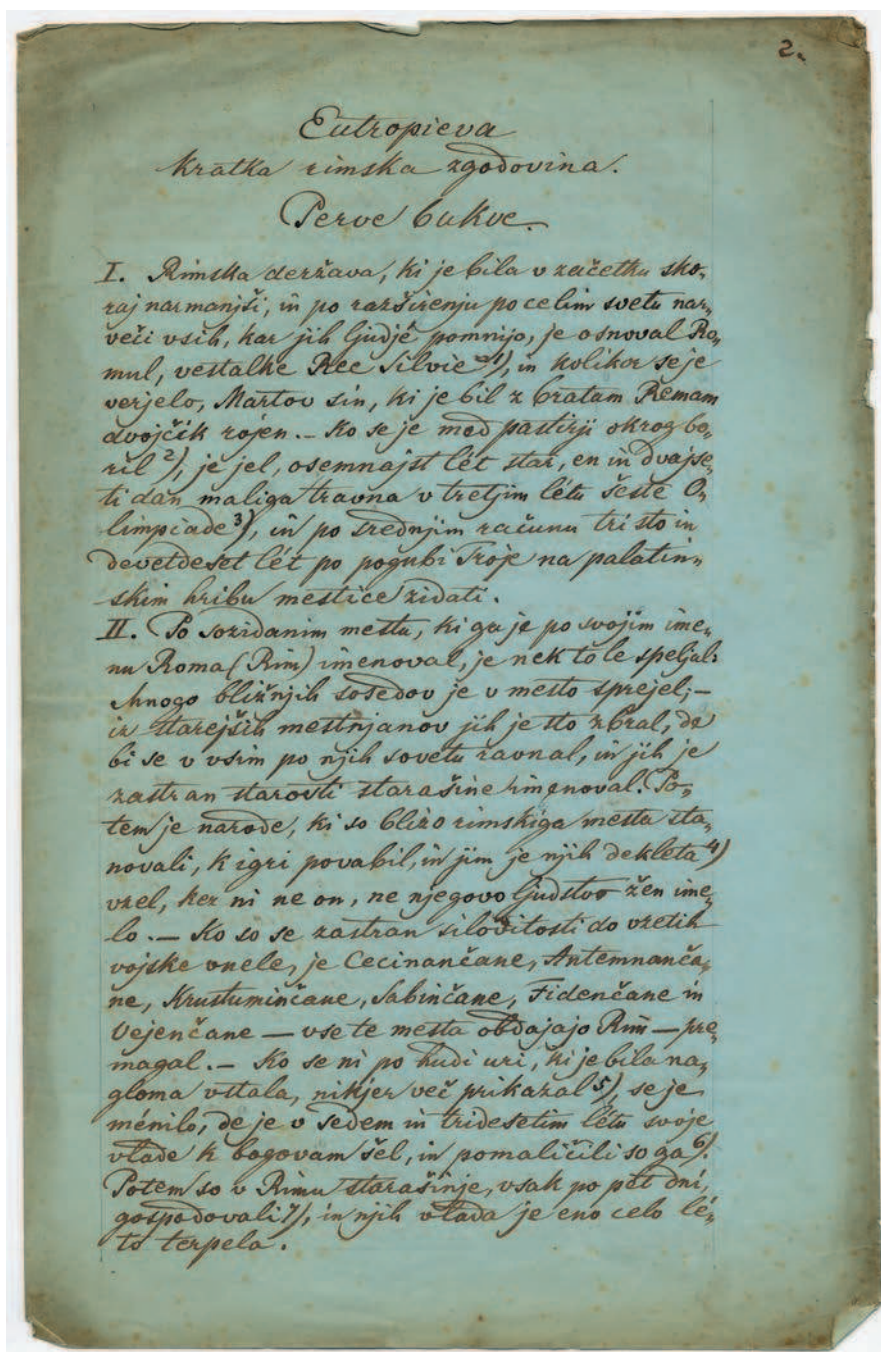 2.
Eutropieva
kratka rimska zgodovina.
Perve bukve.
I. Rimska deržava, ki je bila v začetku sko-
raj narmanjši, in po razširenju po celim svetu nar-
veči vsih, kar jih ljudjé pomnijo, je osnoval Ro-
mul, vestalke Ree Silvie 1), in kolikor se je
verjelo, Martov sin, ki je bil z bratam Remam
dvojčik rojen. – Ko se je med pastirji okrog bo-
ril 2), je jel, osemnajst lét star, en in dvajse-
ti dan maliga travna v tretjim létu šeste O-
limpiade 3), in po srednjim računu tri sto in
devetdeset lét po pogubi Troje na palatin-
skim hribu mestice zidati.
II. Po sozidanim mestu, ki ga je po svojim ime-
nu Roma (Rim) imenoval, je nek to le speljal:
Mnogo bližnjih sosedov je v mesto sprejel; –
iz starejših mestnjanov jih je sto zbral, de
bi se v vsim po njih sovetu ravnal, in jih je
zastran starosti starašine imenoval. Po-
tem je narode, ki so blizo rimskiga mesta sta-
novali, k igri povabil, in jim je njih dekleta 4)
vzel, ker ni ne on, ne njegovo ljudstvo žen ime-
lo. — Ko so se zastran silovitosti do vzetih
vojske vnele, je Cecinančane, Antemnanča-
ne, Krustuminčane, Sabinčane, Fidenčane in
Vejenčane — vse te mesta obdajajo Rim — pre-
magal. – Ko se ni po hudi uri, ki je bila na-
gloma vstala, nikjer več prikazal 5), se je
ménilo, de je v sedem in tridesetim létu svoje
vlade k bogovam šel, in pomaličili so ga 6).
Potem so v Rimu starašinje, vsak po pet dní,
gospodovali 7), in njih vlada je eno celo lé-
to terpela.